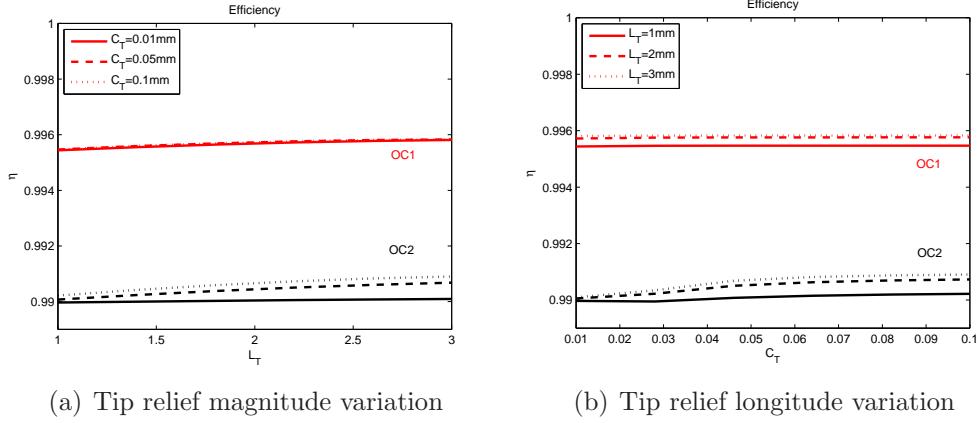 Efficiency
1
0.998
0.996
0.994
0.992
0.99
η
C_T=0.01mm
C_T=0.05mm
C_T=0.1mm
OC1
OC2
1
1.5
2
2.5
3
L_T
(a) Tip relief magnitude variation
Efficiency
1
0.998
0.996
0.994
0.992
0.99
η
L_T=1mm
L_T=2mm
L_T=3mm
OC1
OC2
0.01
0.02
0.03
0.04
0.05
0.06
0.07
0.08
0.09
0.1
C_T
(b) Tip relief longitude variation